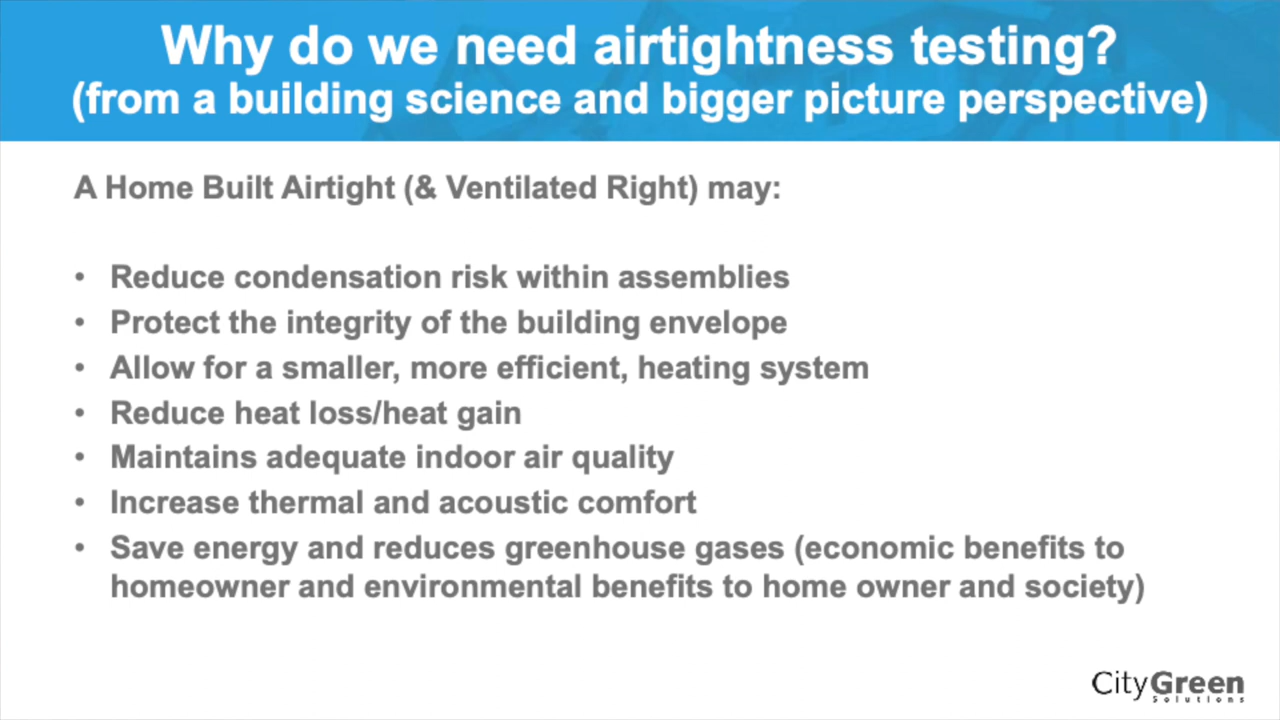 Why do we need airtightness testing?
(from a building science and bigger picture perspective)
A Home Built Airtight (& Ventilated Right) may:
• Reduce condensation risk within assemblies
• Protect the integrity of the building envelope
• Allow for a smaller, more efficient, heating system
• Reduce heat loss/heat gain
• Maintains adequate indoor air quality
• Increase thermal and acoustic comfort
• Save energy and reduces greenhouse gases (economic benefits to
homeowner and environmental benefits to home owner and society)
CityGreen
Solutions